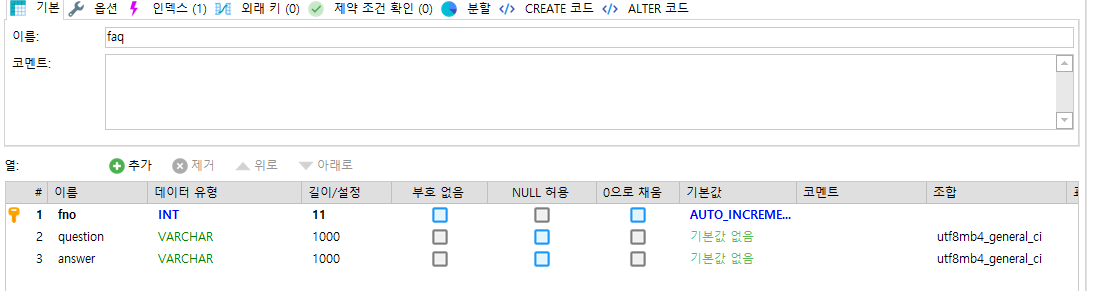 기본 옵션 인덱스 (1) 외래 키 (0) 제약 조건 확인 (0) 분할 </> CREATE 코드 </> ALTER 코드
이름: faq
코멘트:
열: 추가 제거 위로 아래로
# 이름 데이터 유형 길이/설정 부호 없음 NULL 허용 0으로 채움 기본값 코멘트 조합
1 fno INT 11 AUTO_INCREME...
2 question VARCHAR 1000 기본값 없음 utf8mb4_general_ci
3 answer VARCHAR 1000 기본값 없음 utf8mb4_general_ci